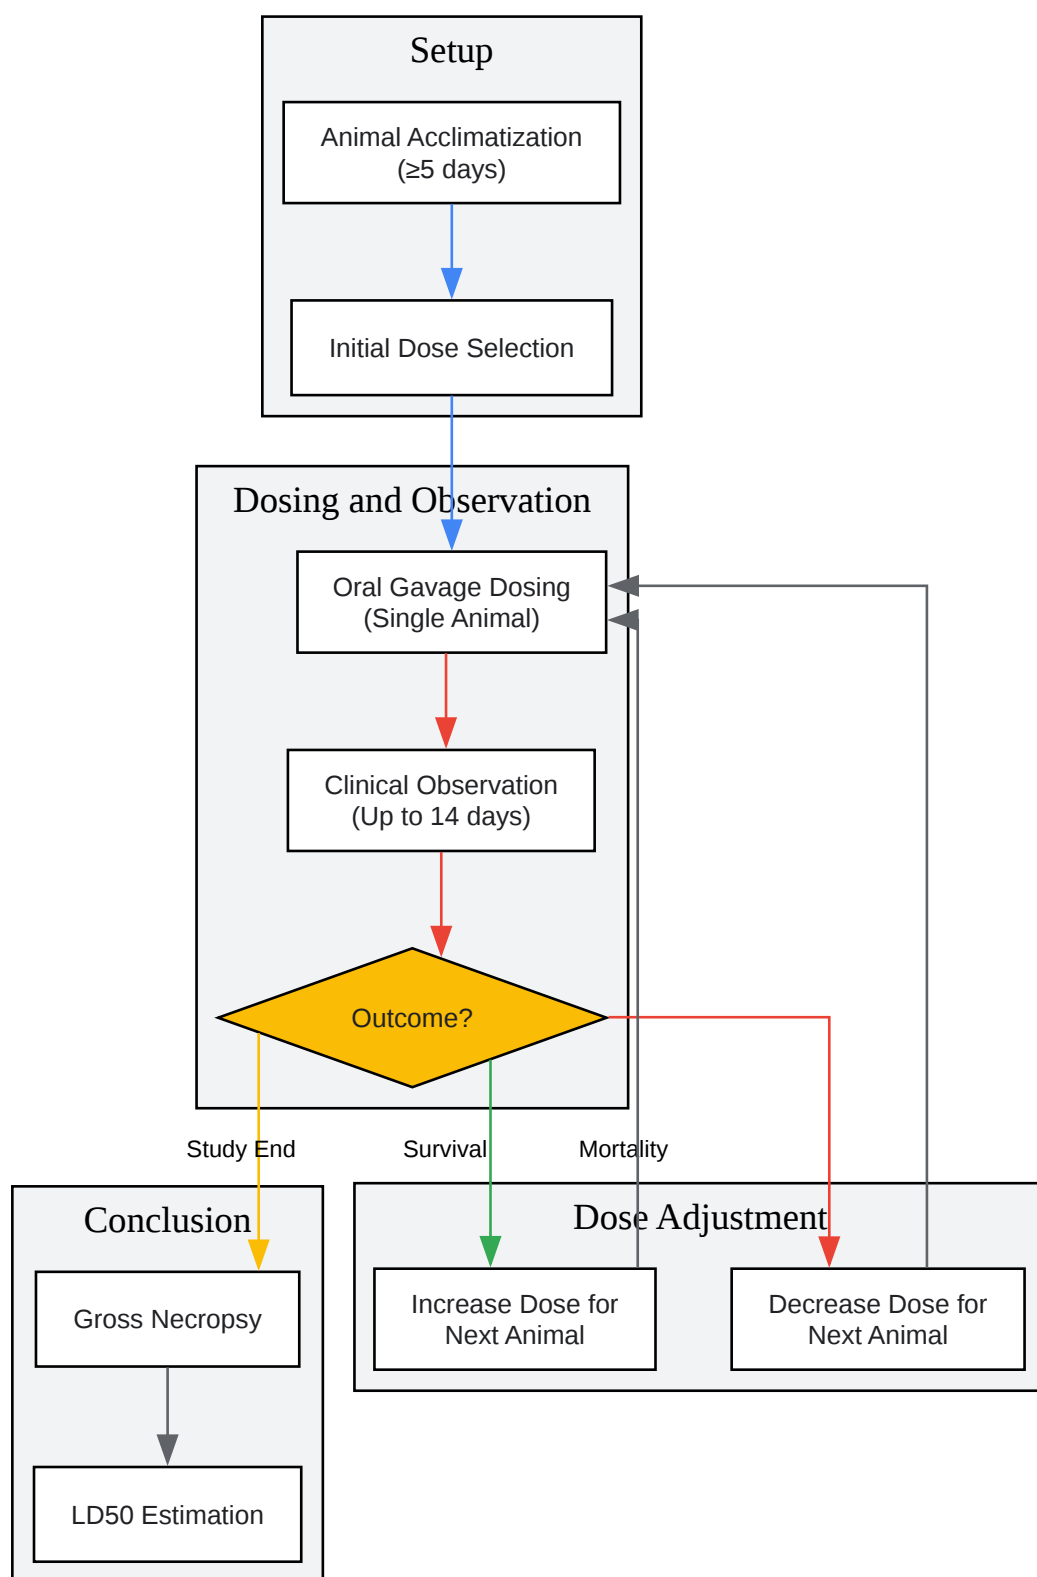 Setup
Animal Acclimatization
(≥5 days)
Initial Dose Selection
Dosing and Observation
Oral Gavage Dosing
(Single Animal)
Clinical Observation
(Up to 14 days)
Outcome?
Study End
Survival
Mortality
Conclusion
Gross Necropsy
LD50 Estimation
Dose Adjustment
Increase Dose for
Next Animal
Decrease Dose for
Next Animal